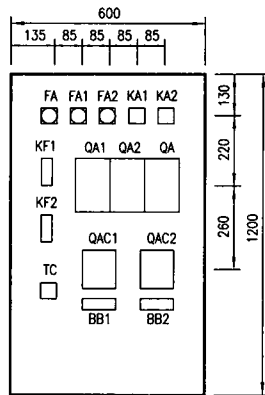 600
135 85 85 85 85
FA FA1 FA2 KA1 KA2
130
KF1 QA1 QA2 QA
220
KF2
260
1200
QAC1 QAC2
TC
BB1 BB2